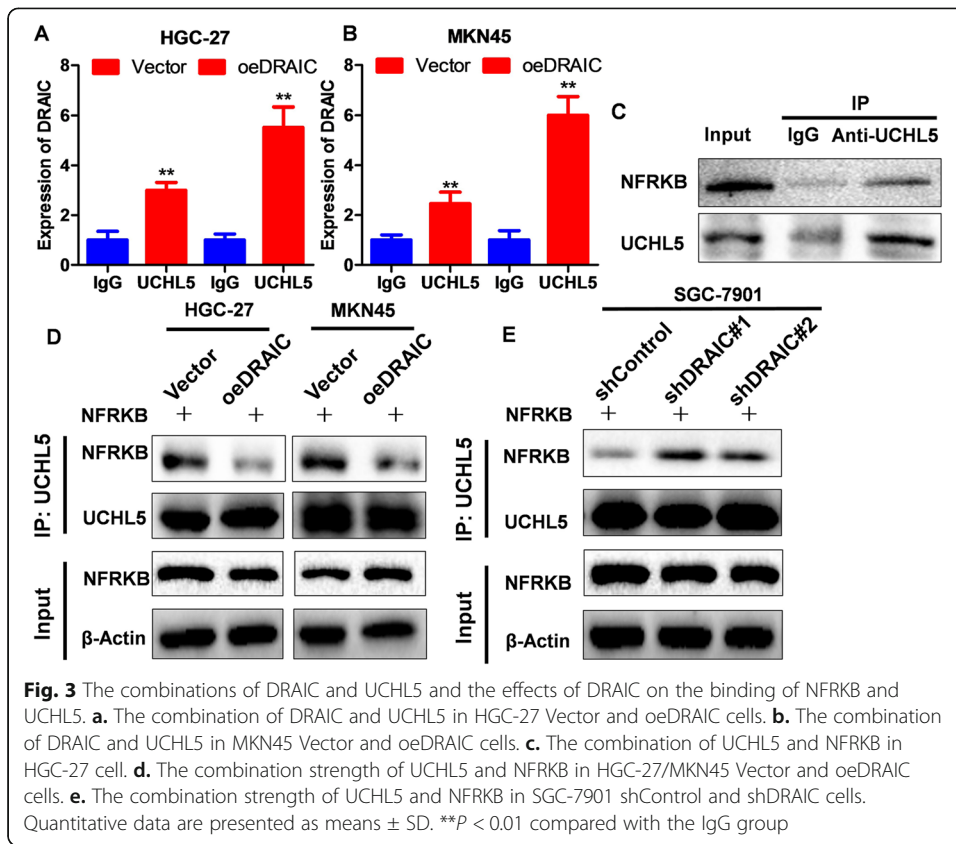 A
HGC-27
Vector
oeDRAIC
Expression of DRAIC
8
6
4
2
0
**
**
IgG
UCHL5
IgG
UCHL5
B
MKN45
Vector
oeDRAIC
Expression of DRAIC
8
6
4
2
0
**
**
IgG
UCHL5
IgG
UCHL5
C
IP
Input
IgG
Anti-UCHL5
NFRKB
UCHL5
D
HGC-27
MKN45
Vector
oeDRAIC
Vector
oeDRAIC
NFRKB
+
+
+
+
IP: UCHL5
NFRKB
UCHL5
Input
NFRKB
β-Actin
E
SGC-7901
shControl
shDRAIC#1
shDRAIC#2
NFRKB
+
+
+
IP: UCHL5
NFRKB
UCHL5
Input
NFRKB
β-Actin
Fig. 3 The combinations of DRAIC and UCHL5 and the effects of DRAIC on the binding of NFRKB and
UCHL5. a. The combination of DRAIC and UCHL5 in HGC-27 Vector and oeDRAIC cells. b. The combination
of DRAIC and UCHL5 in MKN45 Vector and oeDRAIC cells. c. The combination of UCHL5 and NFRKB in
HGC-27 cell. d. The combination strength of UCHL5 and NFRKB in HGC-27/MKN45 Vector and oeDRAIC
cells. e. The combination strength of UCHL5 and NFRKB in SGC-7901 shControl and shDRAIC cells.
Quantitative data are presented as means ± SD. **P < 0.01 compared with the IgG group